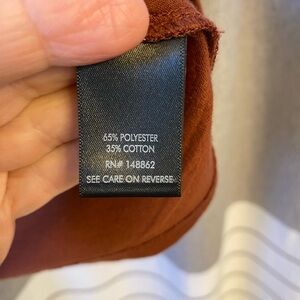 65% POLYESTER
35% COTTON
RN# 148862
SEE CARE ON REVERSE